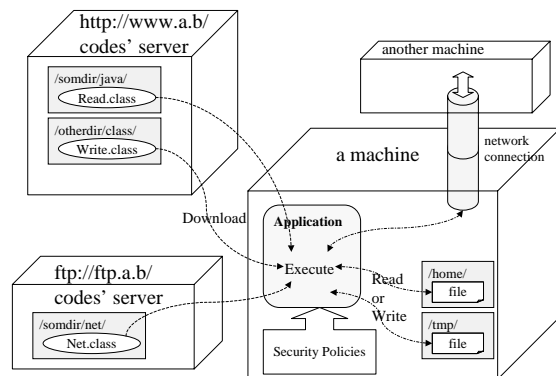 http://www.a.b/
codes' server
/somdir/java/
Read.class
/otherdir/class/
Write.class
Download
ftp://ftp.a.b/
codes' server
/somdir/net/
Net.class
another machine
network
connection
a machine
Application
Execute
Read
or
Write
/home/
file
/tmp/
file
Security Policies